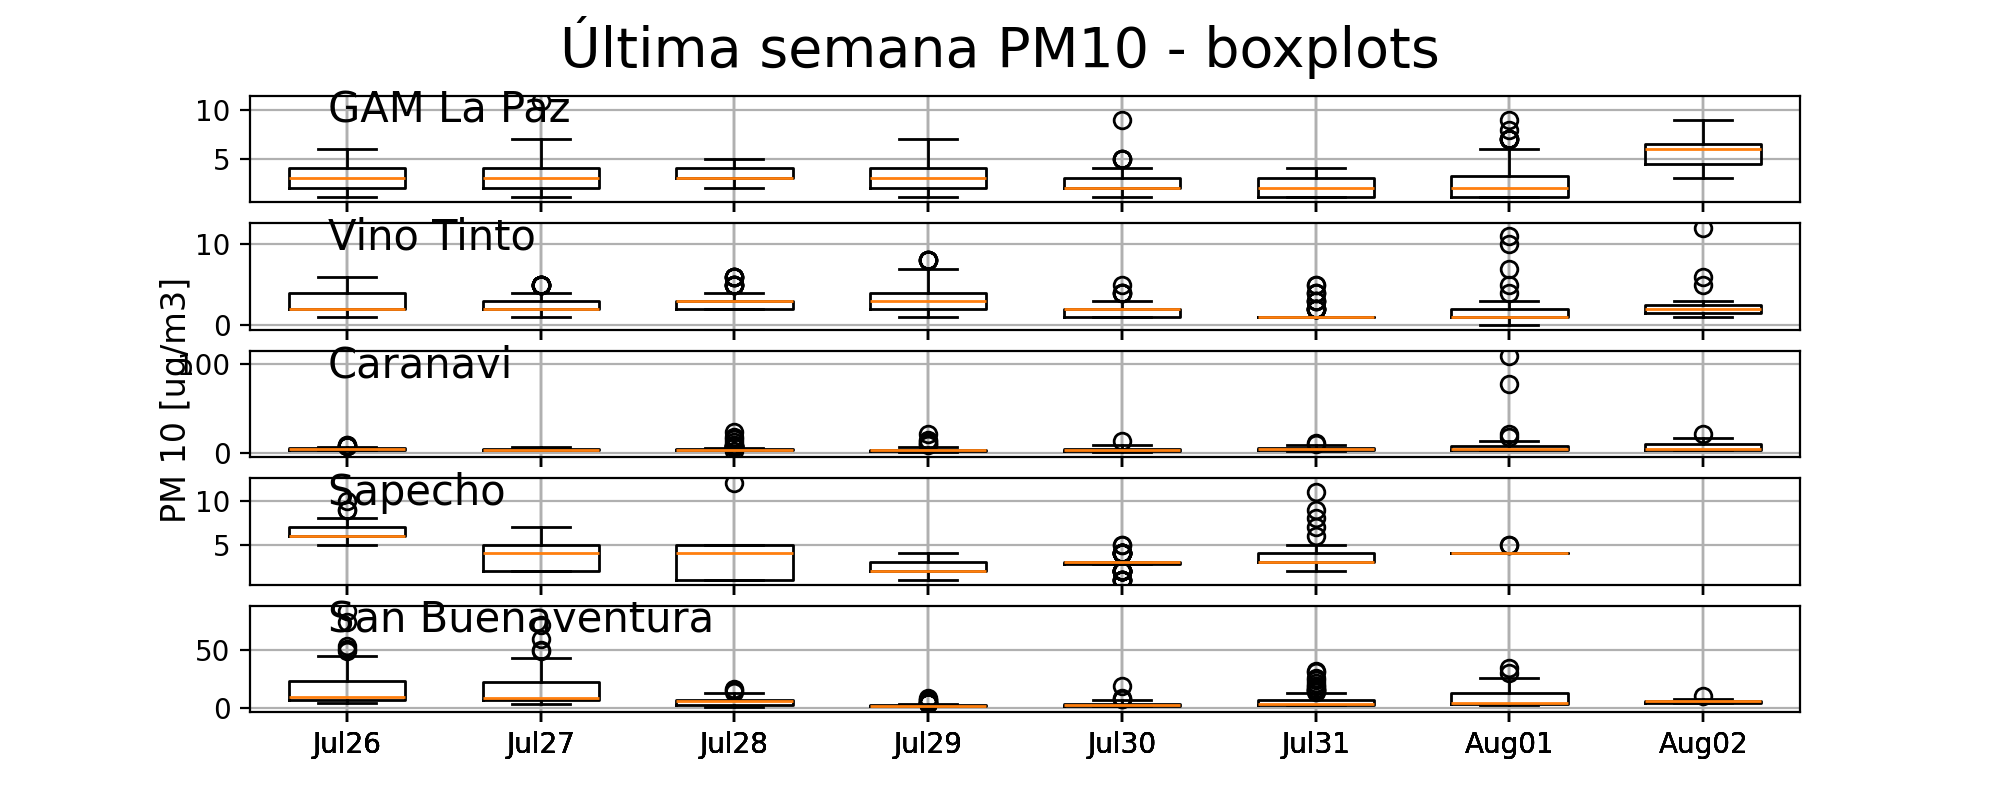 Última semana PM10 - boxplots
GAM La Paz
10
5
Vino Tinto
10
0
PM 10 [ug/m3]
Caranavi
100
0
Sapecho
10
5
San Buenaventura
50
0
Jul26 Jul27 Jul28 Jul29 Jul30 Jul31 Aug01 Aug02